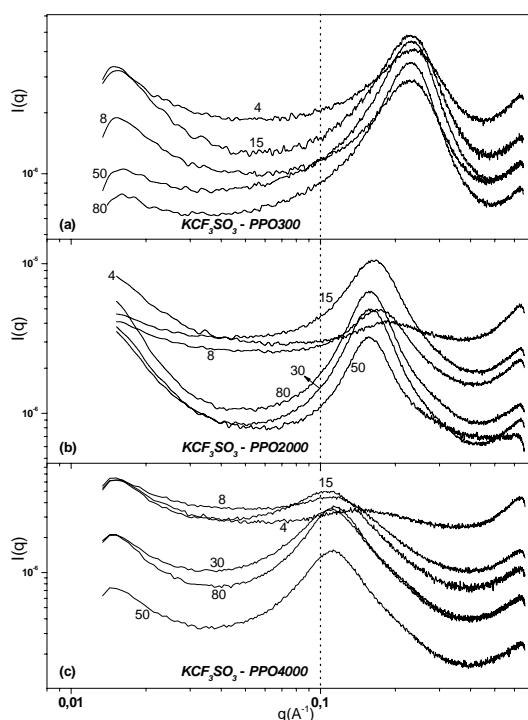 I(q)
4
8
15
50
80
10-6
(a)
KCF3SO3 - PPO300
10-5
I(q)
4
15
8
30
80
50
10-6
(b)
KCF3SO3 - PPO2000
I(q)
15
8
4
30
80
50
10-6
(c)
KCF3SO3 - PPO4000
0,01
0,1
q(A-1)